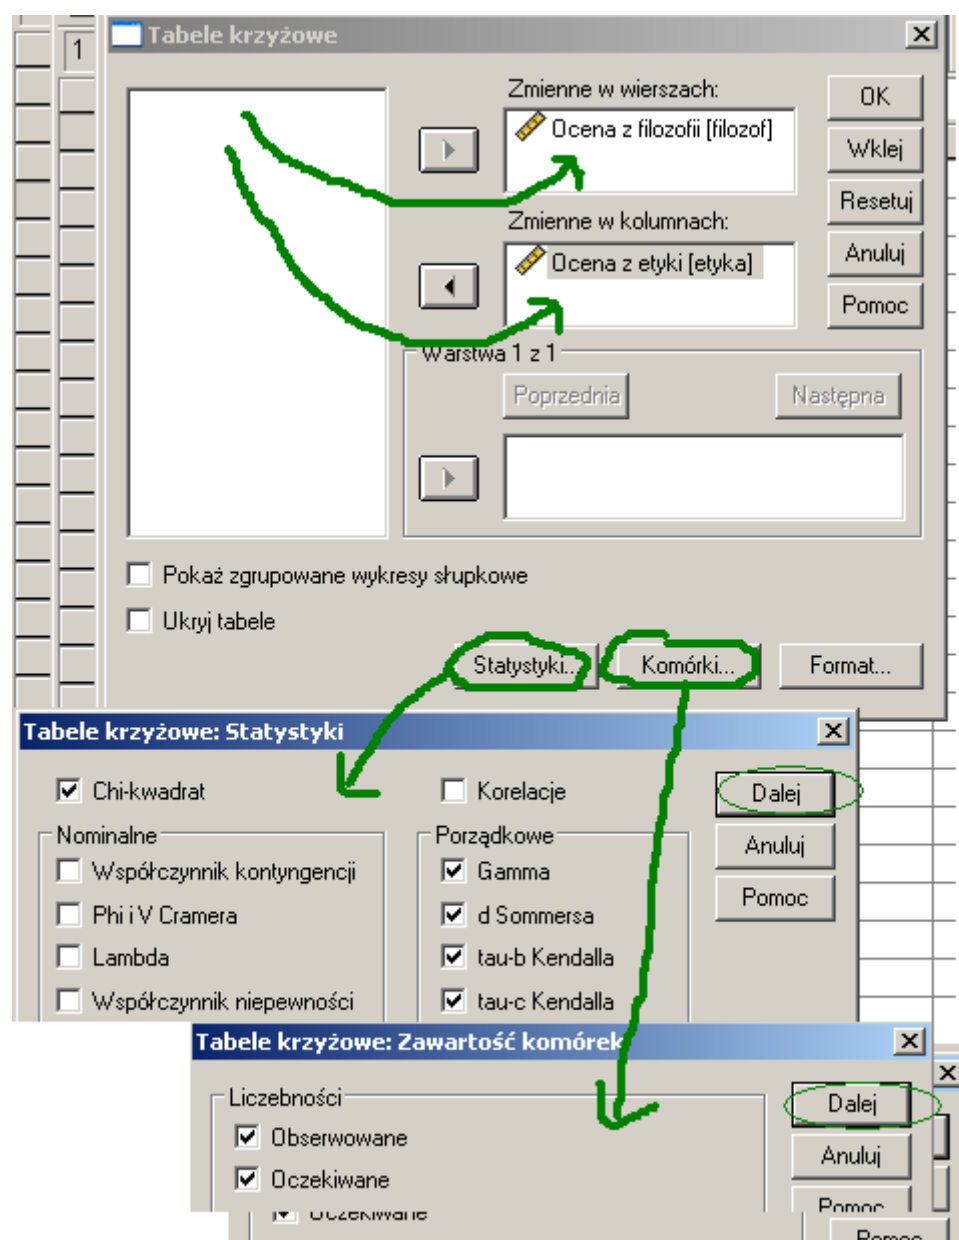 1
Tabele krzyżowe
Zmienne w wierszach:
Ocena z filozofii [filozof]
OK
Wklej
Resetuj
Zmienne w kolumnach:
Ocena z etyki [etyka]
Anuluj
Pomoc
Warstwa 1 z 1
Poprzednia
Następna
Pokaż zgrupowane wykresy słupkowe
Ukryj tabele
Statystyki...
Komórki...
Format...
Tabele krzyżowe: Statystyki
Chi-kwadrat
Korelacje
Dalej
Nominalne
Porządkowe
Anuluj
Współczynnik kontyngencji
Gamma
Pomoc
Phi i V Cramera
d Sommersa
Lambda
tau-b Kendalla
Współczynnik niepewności
tau-c Kendalla
Tabele krzyżowe: Zawartość komórek
Liczebności
Dalej
Obserwowane
Anuluj
Oczekiwane
Pomoc
Oczekiwane
Pomoc